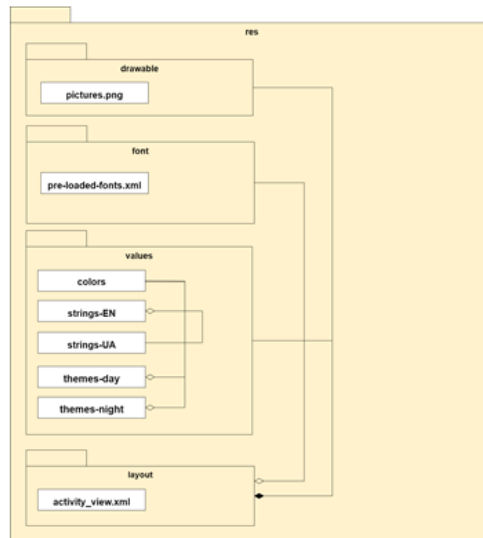 res
drawable
pictures.png
font
pre-loaded-fonts.xml
values
colors
strings-EN
strings-UA
themes-day
themes-night
layout
activity_view.xml